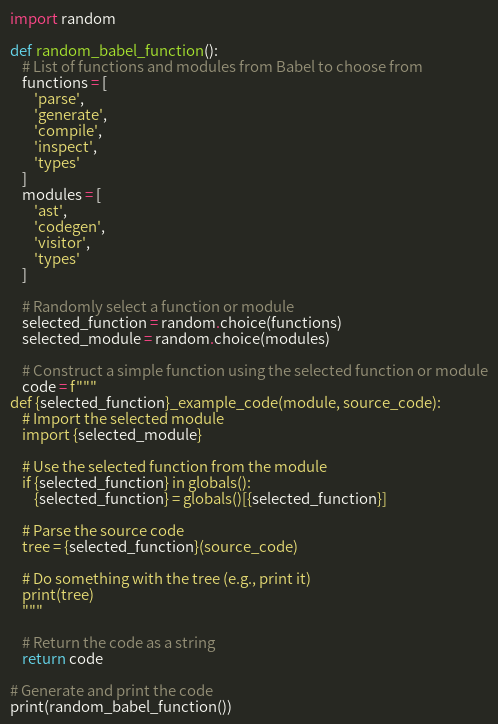 import random

def random_babel_function():
    # List of functions and modules from Babel to choose from
    functions = [
        'parse',
        'generate',
        'compile',
        'inspect',
        'types'
    ]
    modules = [
        'ast',
        'codegen',
        'visitor',
        'types'
    ]

    # Randomly select a function or module
    selected_function = random.choice(functions)
    selected_module = random.choice(modules)

    # Construct a simple function using the selected function or module
    code = f"""
def {selected_function}_example_code(module, source_code):
    # Import the selected module
    import {selected_module}

    # Use the selected function from the module
    if {selected_function} in globals():
        {selected_function} = globals()[{selected_function}]

    # Parse the source code
    tree = {selected_function}(source_code)

    # Do something with the tree (e.g., print it)
    print(tree)
    """

    # Return the code as a string
    return code

# Generate and print the code
print(random_babel_function())